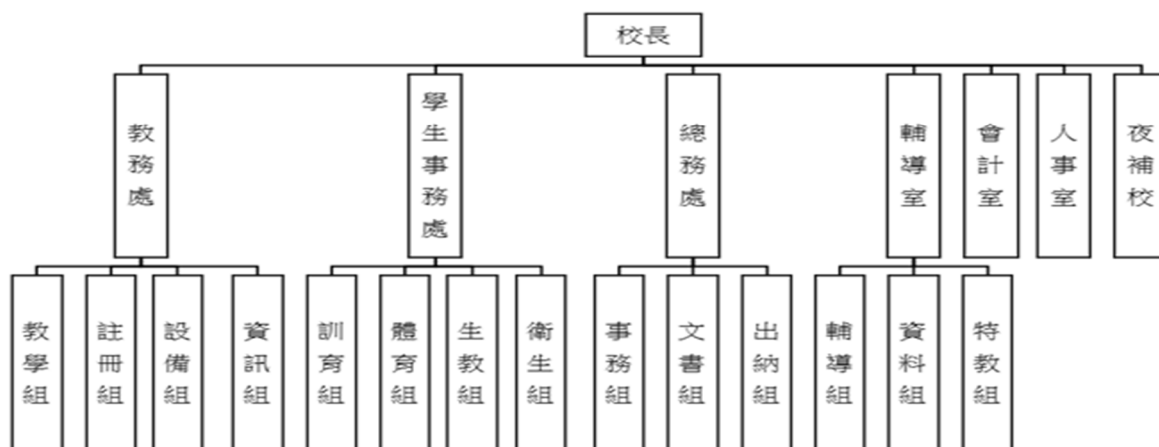 校長
教務處
學生事務處
總務處
輔導室
會計室
人事室
夜補校
教學組
註冊組
設備組
資訊組
訓育組
體育組
生教組
衛生組
事務組
文書組
出納組
輔導組
資料組
特教組